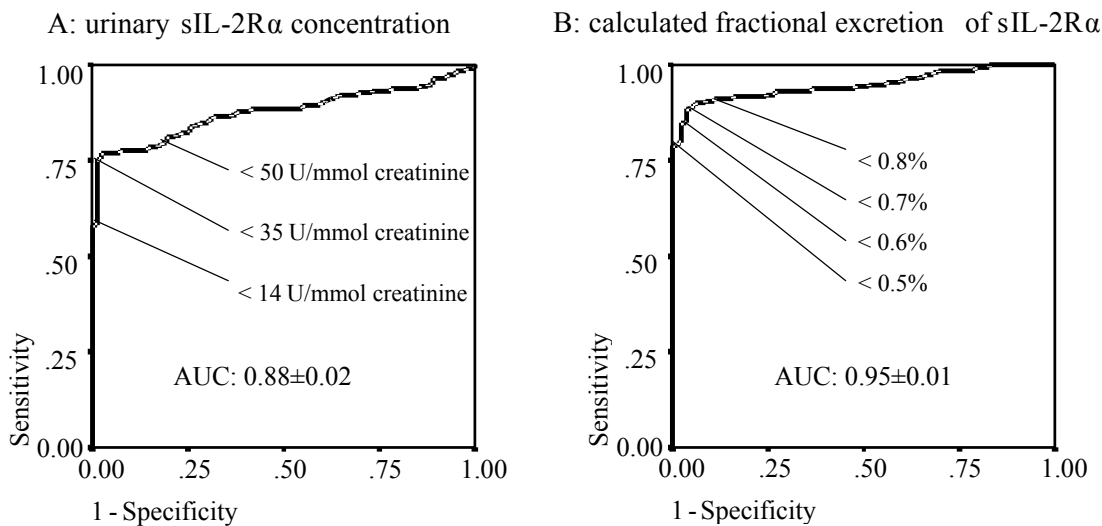 A: urinary sIL-2Rα concentration
1.00
.75
.50
.25
0.00
Sensitivity
< 50 U/mmol creatinine
< 35 U/mmol creatinine
< 14 U/mmol creatinine
AUC: 0.88±0.02
0.00 .25 .50 .75 1.00
1 - Specificity
B: calculated fractional excretion of sIL-2Rα
1.00
.75
.50
.25
0.00
Sensitivity
< 0.8%
< 0.7%
< 0.6%
< 0.5%
AUC: 0.95±0.01
0.00 .25 .50 .75 1.00
1 - Specificity